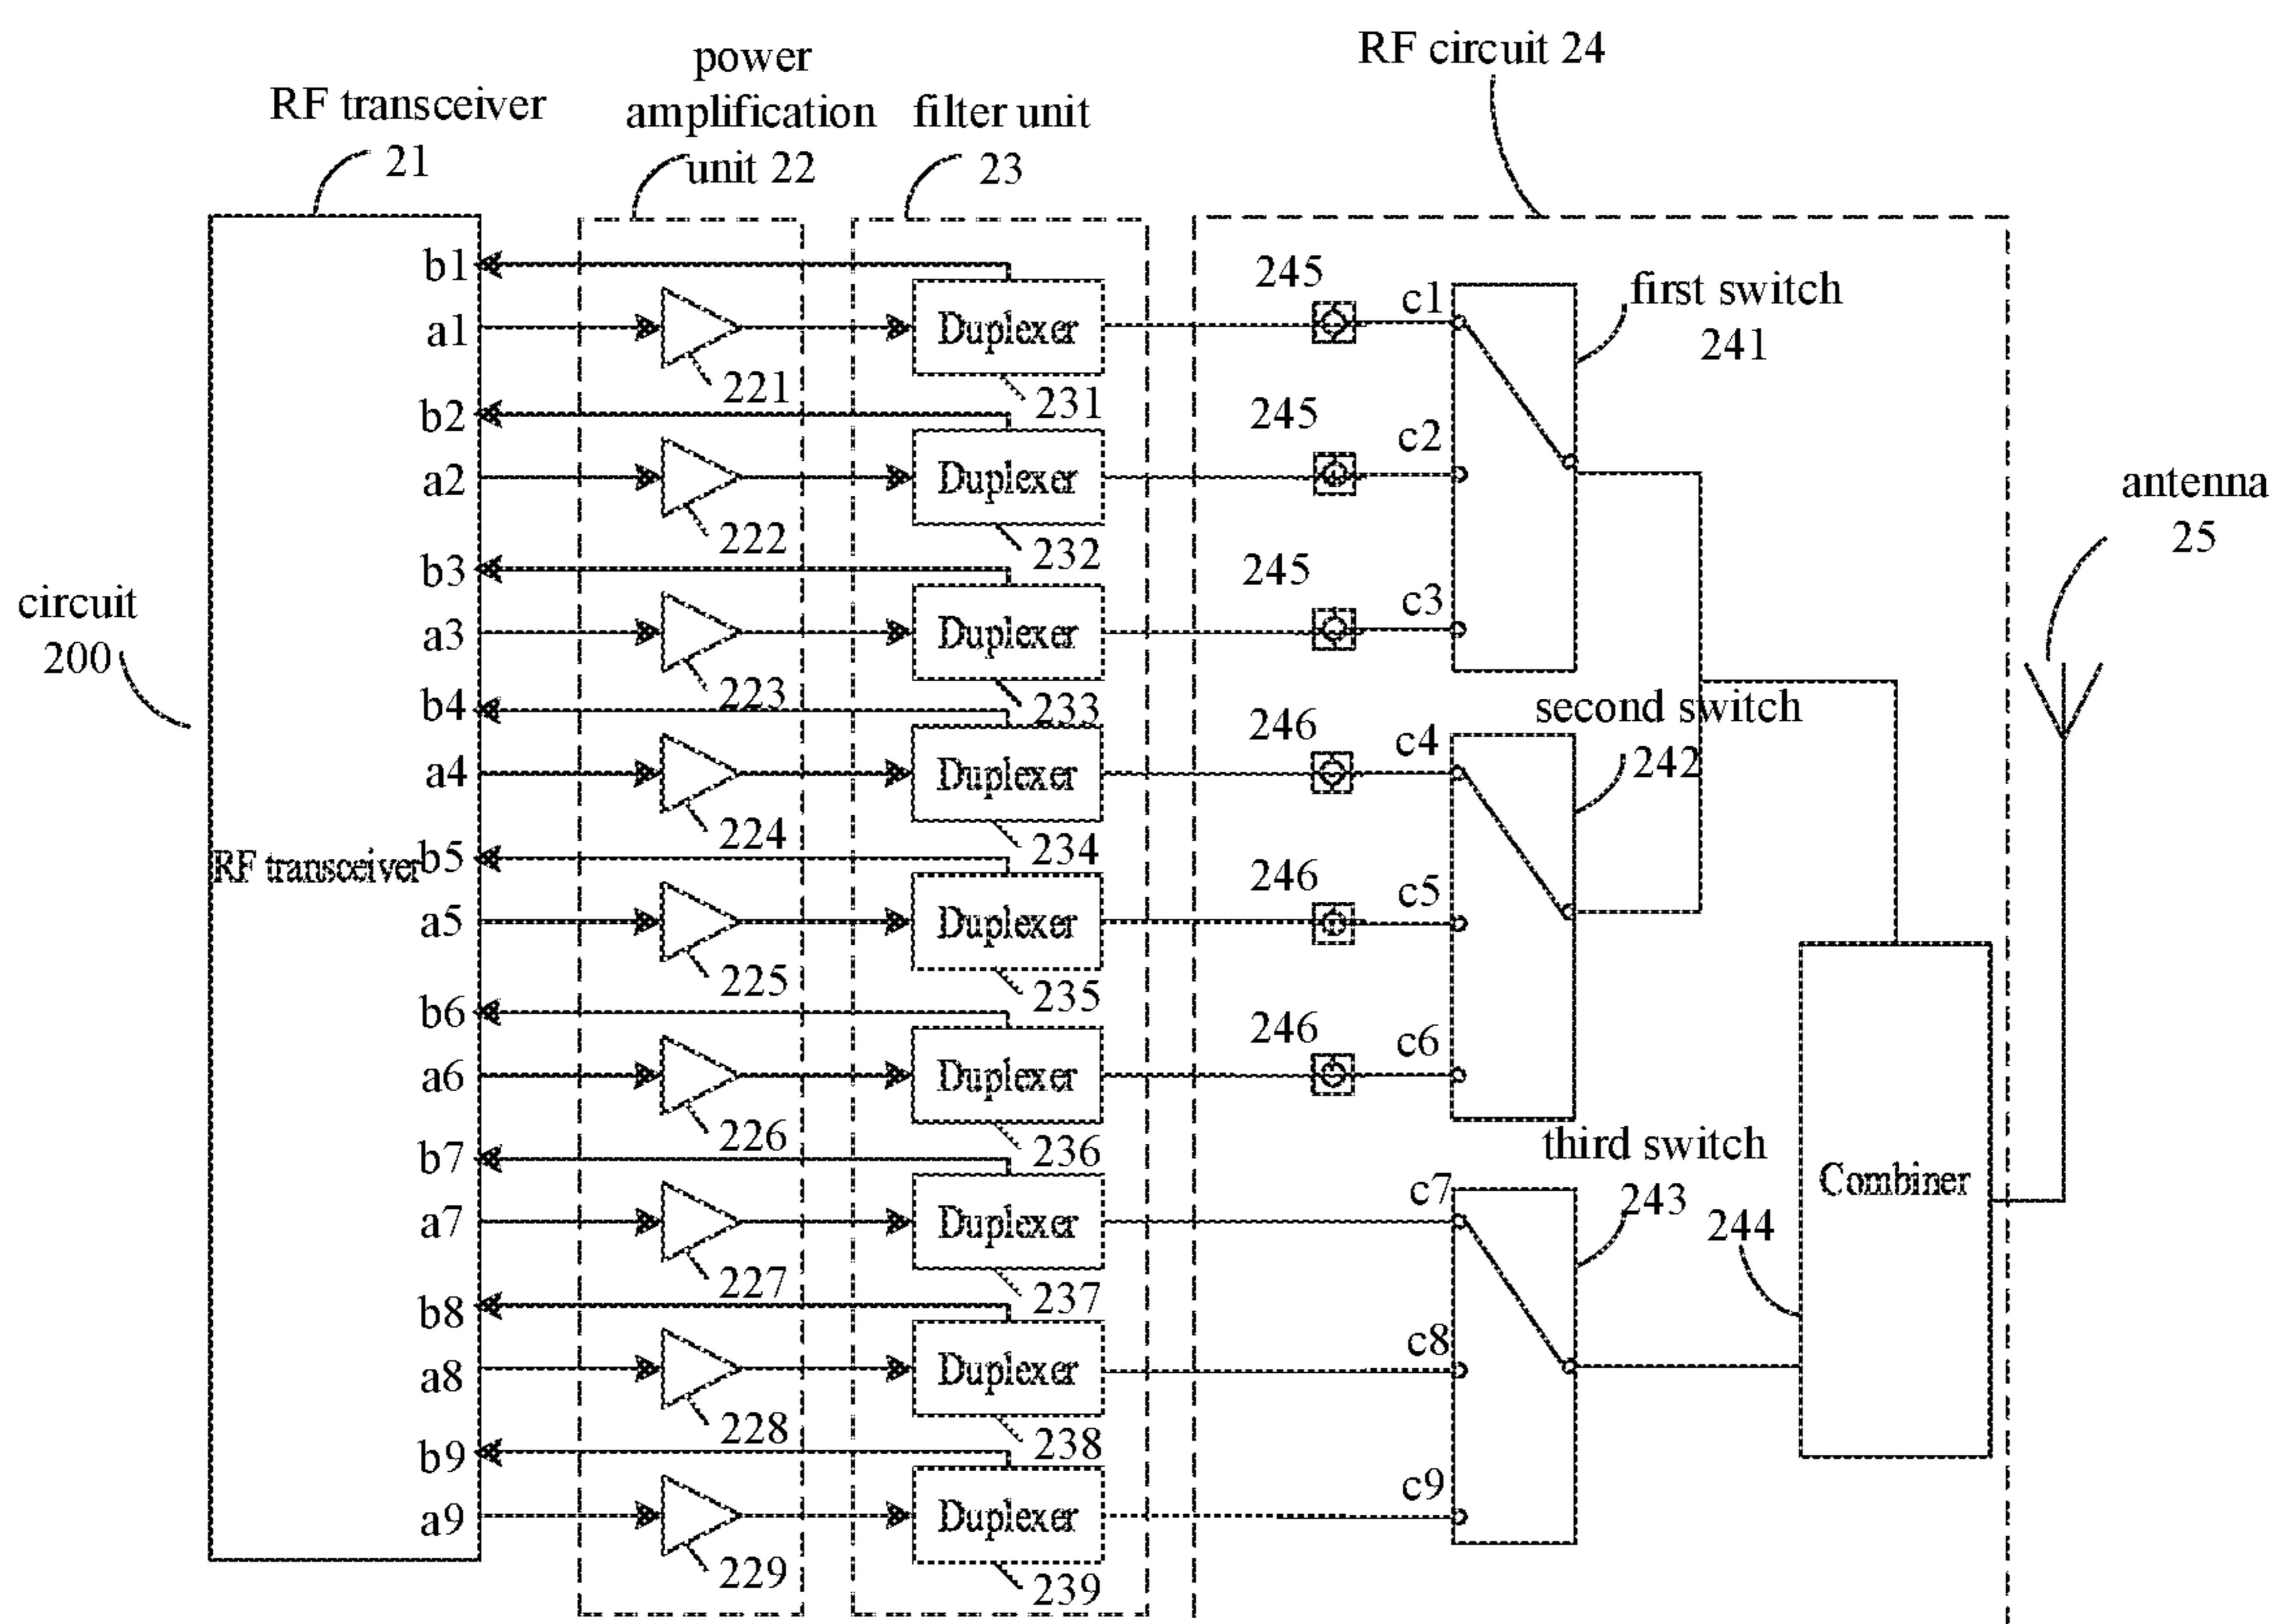 RF circuit 24
power
amplification
unit 22
RF transceiver
21
filter unit
23
b1
a1
221
Duplexer
231
245
c1
first switch
241
b2
a2
222
Duplexer
232
245
c2
antenna
25
b3
a3
223
Duplexer
233
245
c3
circuit
200
b4
a4
224
Duplexer
234
246
c4
second switch
242
RF transceiver
b5
a5
225
Duplexer
235
246
c5
b6
a6
226
Duplexer
236
246
c6
b7
a7
227
Duplexer
237
c7
third switch
243
244
Combiner
b8
a8
228
Duplexer
238
c8
b9
a9
229
Duplexer
239
c9